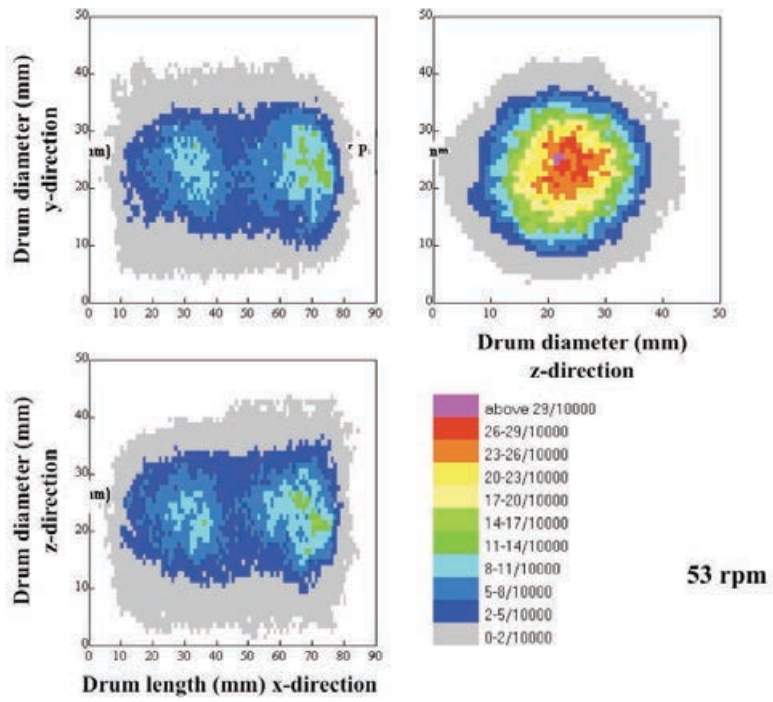 50
40
30
20
10
0
Drum diameter (mm)
y-direction
nm)
P
0 10 20 30 40 50 60 70 80 90
50
40
30
20
10
0
nm
0 10 20 30 40 50
Drum diameter (mm)
z-direction
50
40
30
20
10
0
Drum diameter (mm)
z-direction
nm)
0 10 20 30 40 50 60 70 80 90
Drum length (mm) x-direction
above 29/10000
26-29/10000
23-26/10000
20-23/10000
17-20/10000
14-17/10000
11-14/10000
8-11/10000
5-8/10000
2-5/10000
0-2/10000
53 rpm